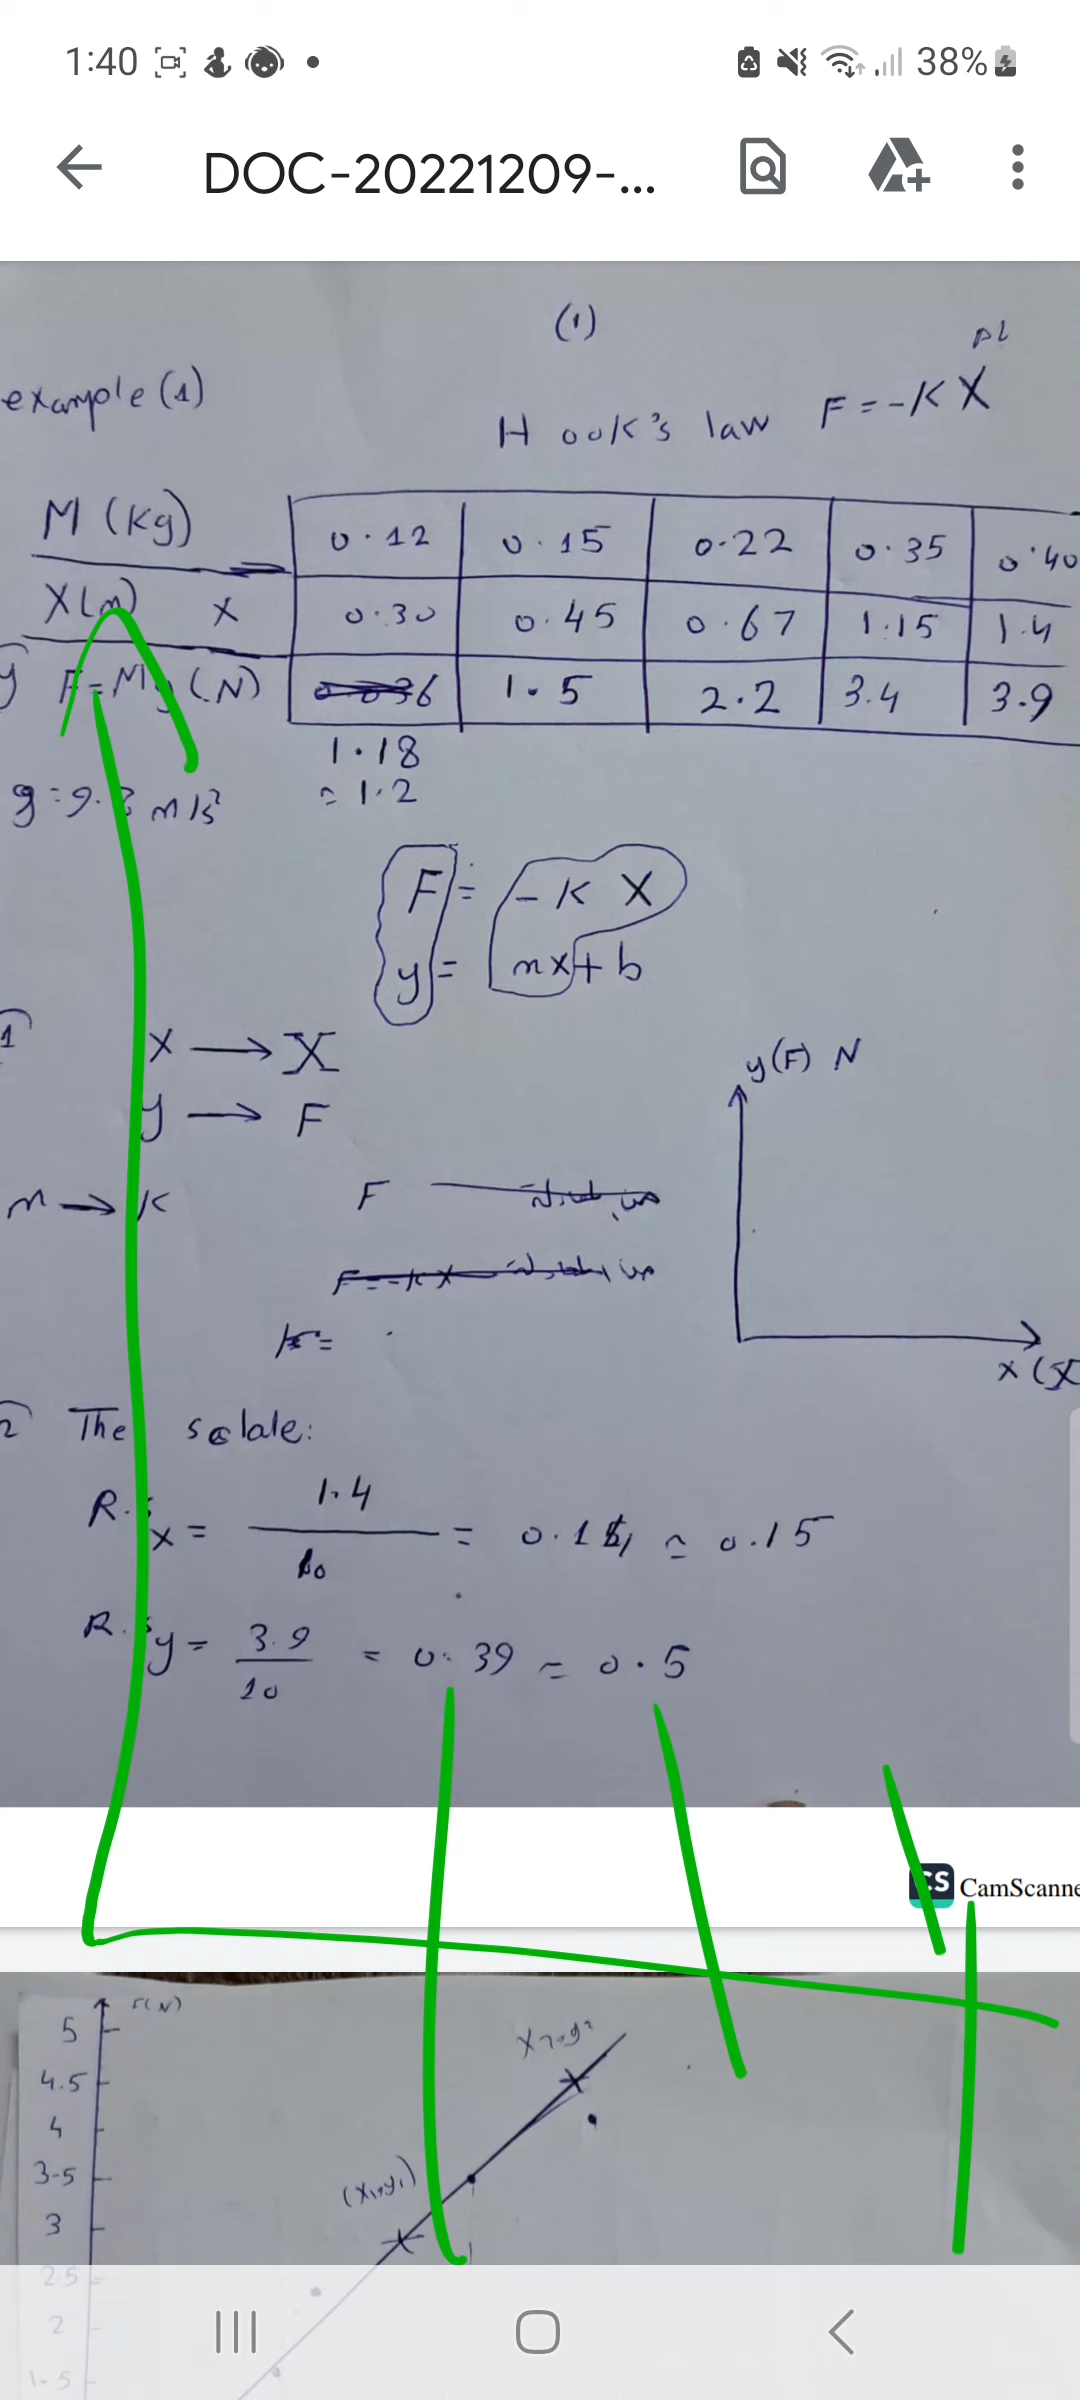 1:40 38%
DOC-20221209-...
(1)
example (1)
Hook's law F = -K X
M (Kg) 0.12 0.15 0.22 0.35 0.40
X(m) x 0.30 0.45 0.67 1.15 1.4
y F=Mg (N) 1.5 2.2 3.4 3.9
1.18
≃ 1.2
g=9.8 m/s²
F = -K X
y = mx + b
1
x → X
y → F
y(F) N
m → K
F من
F=-KX من
K=
x (X
2 The scale:
R.S x = 1.4 / 10 = 0.14 ≃ 0.15
R.S y = 3.9 / 10 = 0.39 ≃ 0.5
CS CamScanne
F(N)
5
4.5
4
3-5
(x1,y1)
3
2.5
2
1.5